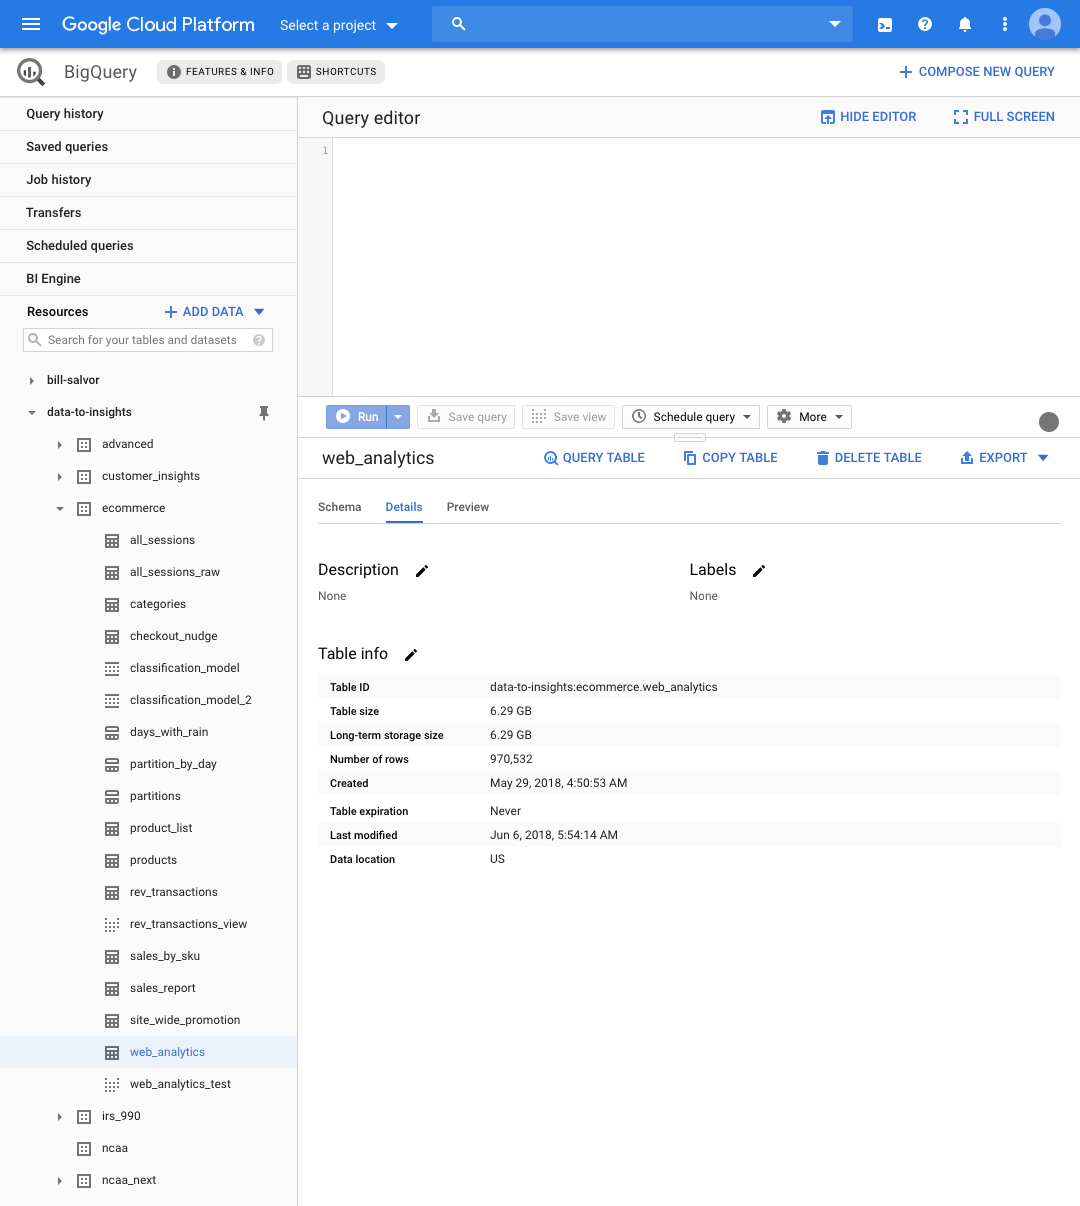 Google Cloud Platform
Select a project
BigQuery
FEATURES & INFO
SHORTCUTS
COMPOSE NEW QUERY
Query history
Saved queries
Job history
Transfers
Scheduled queries
BI Engine
Resources
ADD DATA
Search for your tables and datasets
bill-salvor
data-to-insights
advanced
customer_insights
ecommerce
all_sessions
all_sessions_raw
categories
checkout_nudge
classification_model
classification_model_2
days_with_rain
partition_by_day
partitions
product_list
products
rev_transactions
rev_transactions_view
sales_by_sku
sales_report
site_wide_promotion
web_analytics
web_analytics_test
irs_990
ncaa
ncaa_next
Query editor
HIDE EDITOR
FULL SCREEN
1
Run
Save query
Save view
Schedule query
More
web_analytics
QUERY TABLE
COPY TABLE
DELETE TABLE
EXPORT
Schema
Details
Preview
Description
None
Labels
None
Table info
Table ID data-to-insights:ecommerce.web_analytics
Table size 6.29 GB
Long-term storage size 6.29 GB
Number of rows 970,532
Created May 29, 2018, 4:50:53 AM
Table expiration Never
Last modified Jun 6, 2018, 5:54:14 AM
Data location US